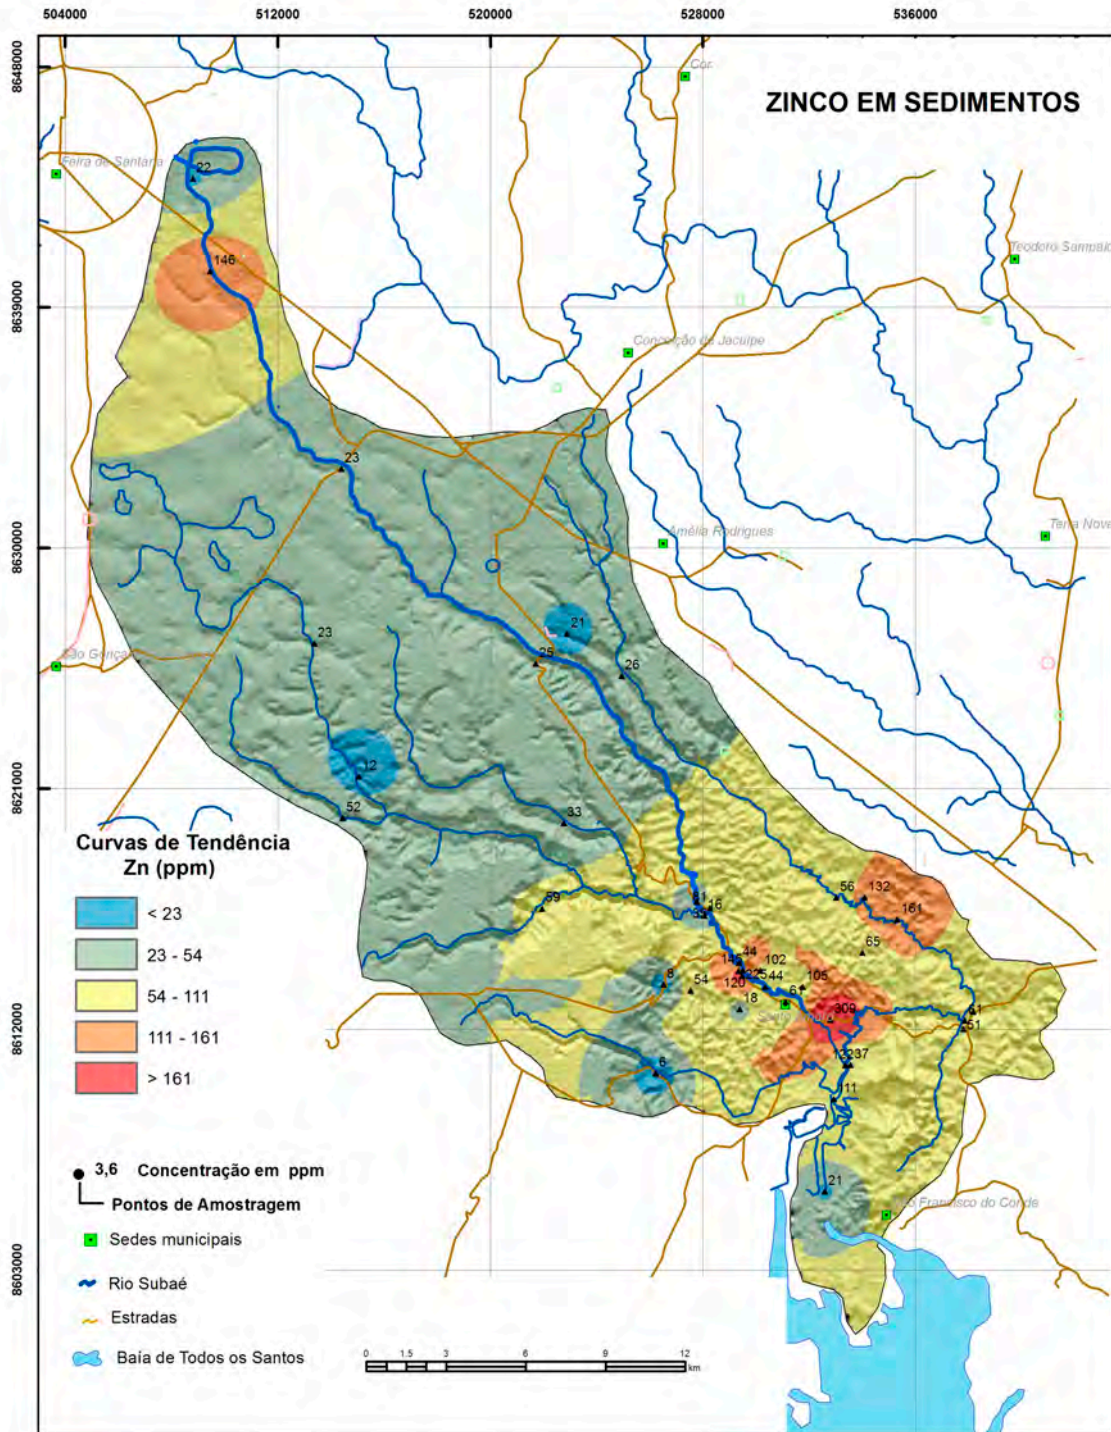 504000
512000
520000
528000
536000
8648000
Cor.
ZINCO EM SEDIMENTOS
Feira de Santana
22
Teodoro Sampaio
146
8639000
Conceição do Jacuípe
23
Amélia Rodrigues
Terra Nova
8630000
21
23
25
26
São Gonçal
12
8621000
52
33
Curvas de Tendência
Zn (ppm)
< 23
23 - 54
54 - 111
111 - 161
> 161
56
132
59
16
161
65
44
102
8
54
120
44
105
61
18
309
51
51
8612000
6
237
111
3,6 Concentração em ppm
Pontos de Amostragem
21
São Francisco do Conde
Sedes municipais
8603000
Rio Subaé
Estradas
Baía de Todos os Santos
0
1.5
3
6
9
12
km